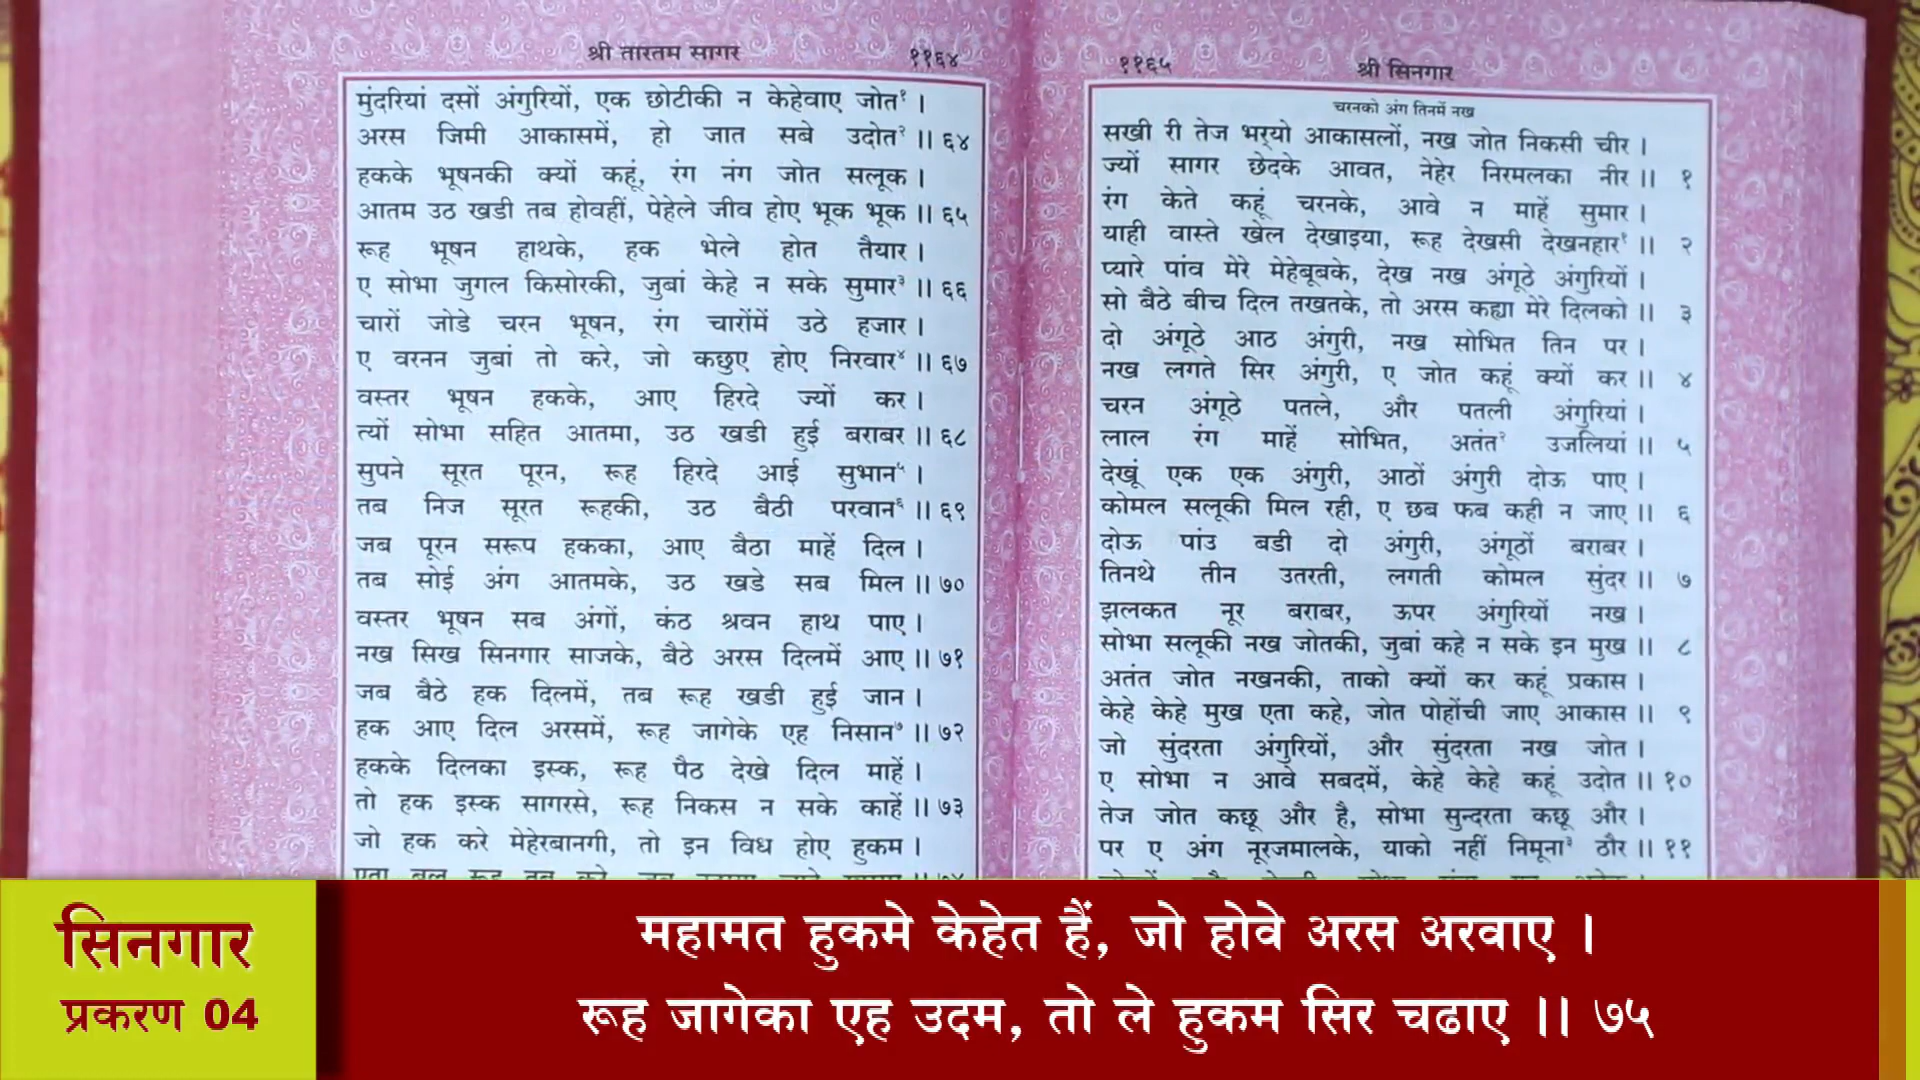 श्री तारतम सागर ११६४
मुंदरियां दसों अंगुरियों, एक छोटीकी न केहेवाए जोत१ ।
अरस जिमी आकासमें, हो जात सबे उदोत२ ।। ६४
हकके भूषनकी क्यों कहूं, रंग नंग जोत सलूक ।
आतम उठ खडी तब होवहीं, पेहेले जीव होए भूक भूक ।। ६५
रूह भूषन हाथके, हक भेले होत तैयार ।
ए सोभा जुगल किसोरकी, जुबां केहे न सके सुमार३ ।। ६६
चारों जोडे चरन भूषन, रंग चारोंमें उठे हजार ।
ए वरनन जुबां तो करे, जो कछुए होए निरवार४ ।। ६७
वस्तर भूषन हकके, आए हिरदे ज्यों कर ।
त्यों सोभा सहित आतमा, उठ खडी हुई बराबर ।। ६८
सुपने सूरत पूरन, रूह हिरदे आई सुभान५ ।
तब निज सूरत रूहकी, उठ बैठी परवान६ ।। ६९
जब पूरन सरूप हकका, आए बैठा माहें दिल ।
तब सोई अंग आतमके, उठ खडे सब मिल ।। ७०
वस्तर भूषन सब अंगों, कंठ श्रवन हाथ पाए ।
नख सिख सिनगार साजके, बैठे अरस दिलमें आए ।। ७१
जब बैठे हक दिलमें, तब रूह खडी हुई जान ।
हक आए दिल अरसमें, रूह जागेके एह निसान७ ।। ७२
हकके दिलका इस्क, रूह पैठ देखे दिल माहें ।
तो हक इस्क सागरसे, रूह निकस न सके काहें ।। ७३
जो हक करे मेहेरबानगी, तो इन विध होए हुकम ।
११६५ श्री सिनगार
चरनको अंग तिनमें नख
सखी री तेज भर्‍यो आकासलों, नख जोत निकसी चीर ।
ज्यों सागर छेदके आवत, नेहेर निरमलका नीर ।। १
रंग केते कहूं चरनके, आवे न माहें सुमार ।
याही वास्ते खेल देखाइया, रूह देखसी देखनहार१ ।। २
प्यारे पांव मेरे मेहेबूबके, देख नख अंगूठे अंगुरियों ।
सो बैठे बीच दिल तखतके, तो अरस कह्या मेरे दिलको ।। ३
दो अंगूठे आठ अंगुरी, नख सोभित तिन पर ।
नख लगते सिर अंगुरी, ए जोत कहूं क्यों कर ।। ४
चरन अंगूठे पतले, और पतली अंगुरियां ।
लाल रंग माहें सोभित, अतंत२ उजलियां ।। ५
देखूं एक एक अंगुरी, आठों अंगुरी दोऊ पाए ।
कोमल सलूकी मिल रही, ए छब फब कही न जाए ।। ६
दोऊ पांउ बडी दो अंगुरी, अंगूठों बराबर ।
तिनथे तीन उतरती, लगती कोमल सुंदर ।। ७
झलकत नूर बराबर, ऊपर अंगुरियों नख ।
सोभा सलूकी नख जोतकी, जुबां कहे न सके इन मुख ।। ८
अतंत जोत नखनकी, ताको क्यों कर कहूं प्रकास ।
केहे केहे मुख एता कहे, जोत पोहोंची जाए आकास ।। ९
जो सुंदरता अंगुरियों, और सुंदरता नख जोत ।
ए सोभा न आवे सबदमें, केहे केहे कहूं उदोत ।। १०
तेज जोत कछू और है, सोभा सुन्दरता कछू और ।
पर ए अंग नूरजमालके, याको नहीं निमूना३ ठौर ।। ११
सिनगार
प्रकरण 04
महामत हुकमे केहेत हैं, जो होवे अरस अरवाए ।
रूह जागेका एह उदम, तो ले हुकम सिर चढाए ।। ७५